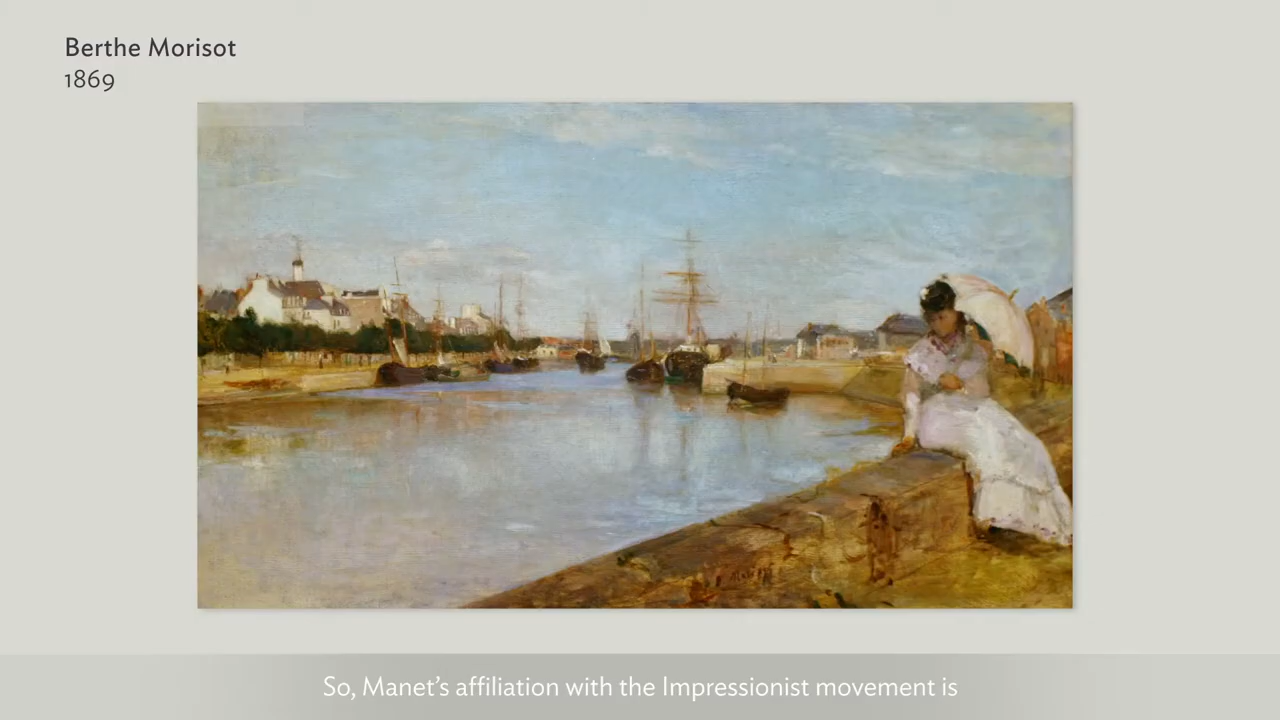 Berthe Morisot
1869
So, Manet’s affiliation with the Impressionist movement is